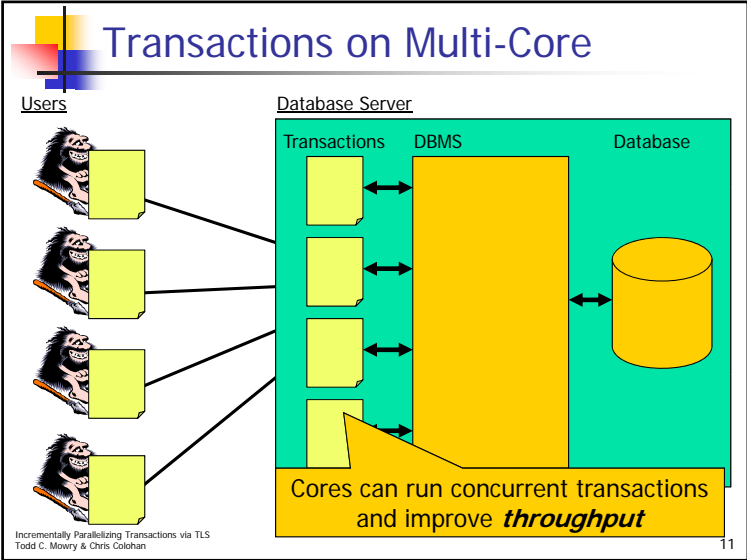 Transactions on Multi-Core
Users
Database Server
Transactions
DBMS
Database
Cores can run concurrent transactions
and improve throughput
Incrementally Parallelizing Transactions via TLS
Todd C. Mowry & Chris Colohan
11